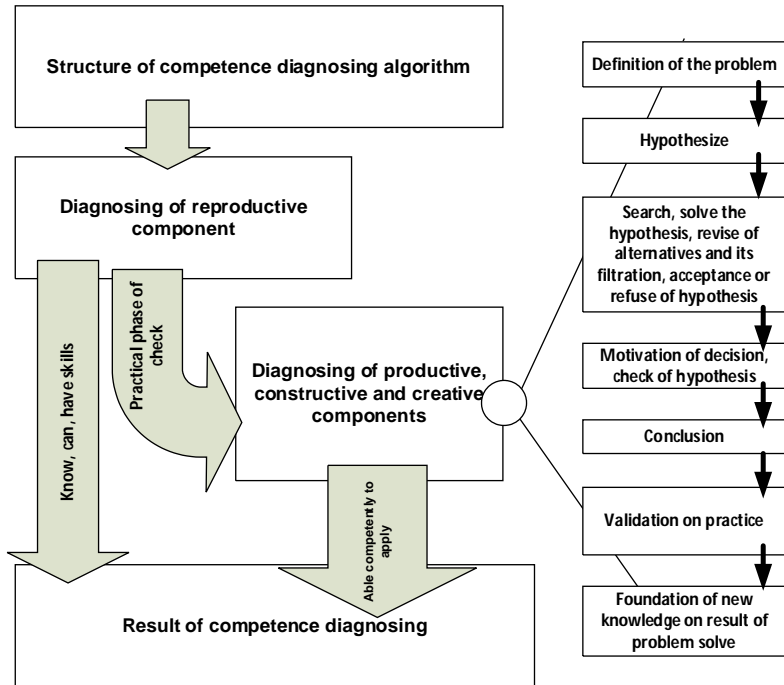 Structure of competence diagnosing algorithm
Diagnosing of reproductive
component
Know, can, have skills
Practical phase of
check
Diagnosing of productive,
constructive and creative
components
Able competently to
apply
Result of competence diagnosing
Definition of the problem
Hypothesize
Search, solve the
hypothesis, revise of
alternatives and its
filtration, acceptance or
refuse of hypothesis
Motivation of decision,
check of hypothesis
Conclusion
Validation on practice
Foundation of new
knowledge on result of
problem solve